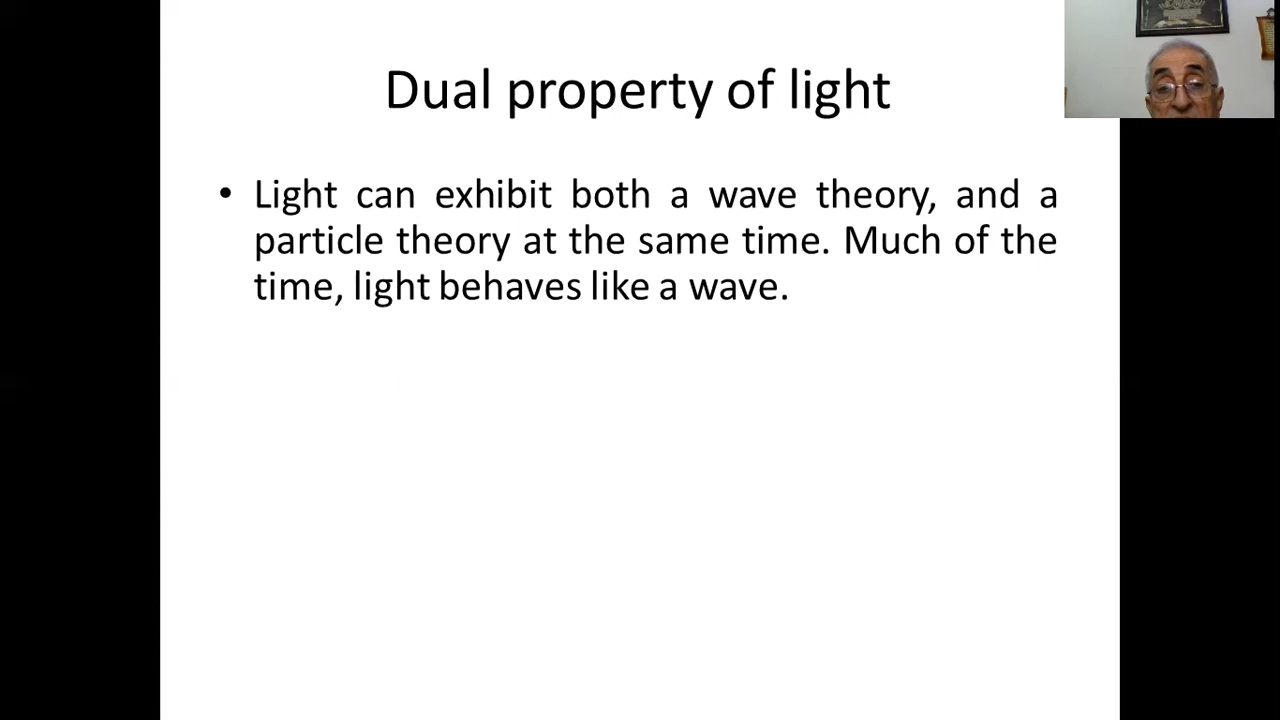 Dual property of light
• Light can exhibit both a wave theory, and a
particle theory at the same time. Much of the
time, light behaves like a wave.